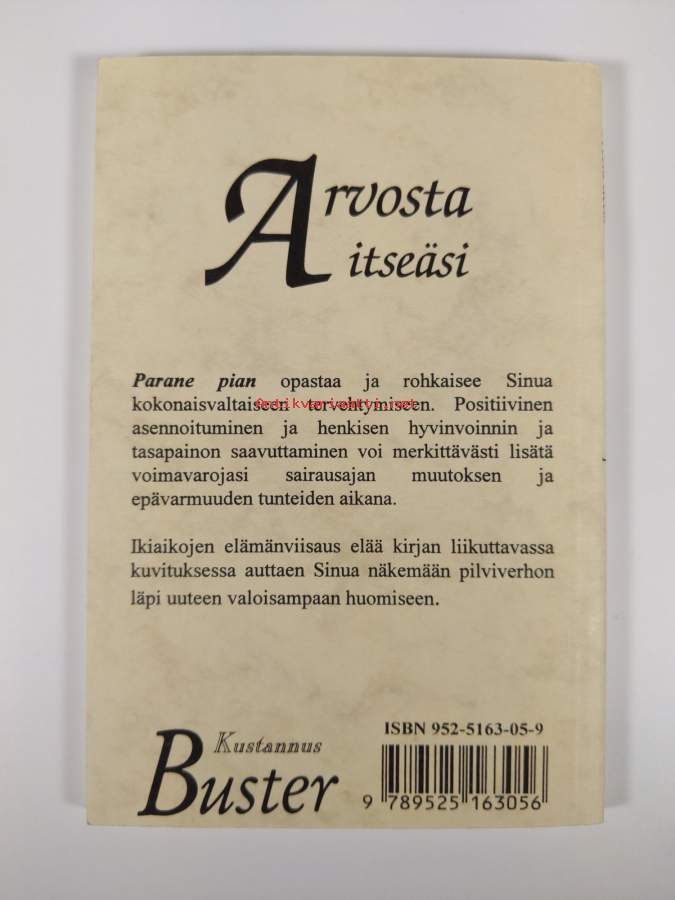 Arvosta
itseäsi
Parane pian opastaa ja rohkaisee Sinua
kokonaisvaltaiseen tervehtymiseen. Positiivinen
Antikvariaatti.net
asennoituminen ja henkisen hyvinvoinnin ja
tasapainon saavuttaminen voi merkittävästi lisätä
voimavarojasi sairausajan muutoksen ja
epävarmuuden tunteiden aikana.
Ikiaikojen elämänviisaus elää kirjan liikuttavassa
kuvituksessa auttaen Sinua näkemään pilviverhon
läpi uuteen valoisampaan huomiseen.
Kustannus
Buster
ISBN 952-5163-05-9
9 789525 163056